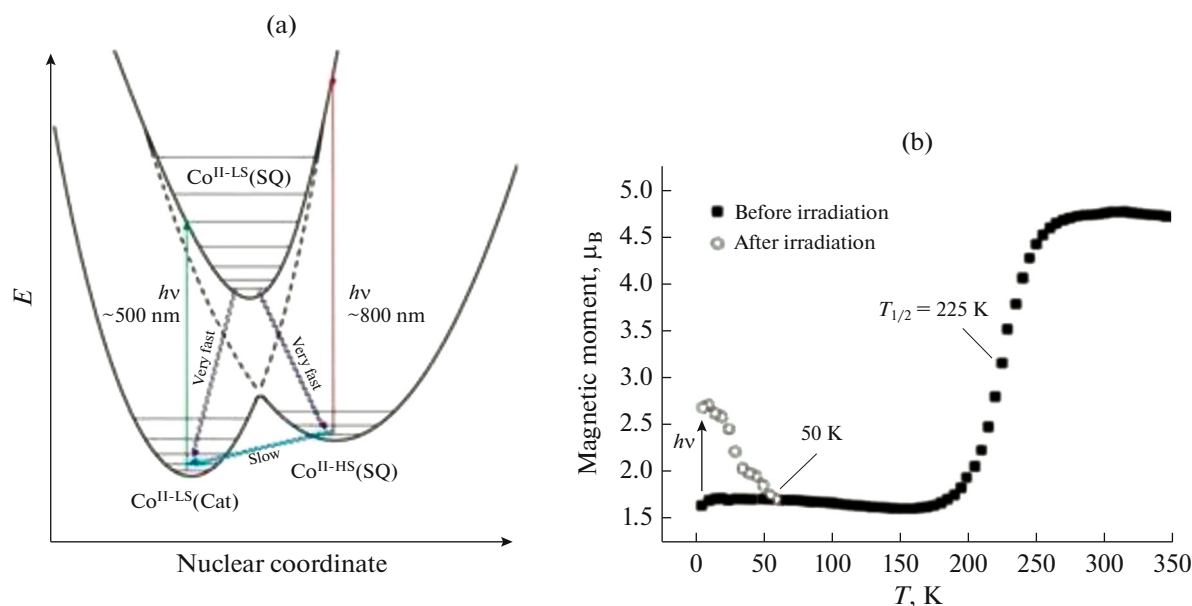 (a)
E
Co^II-LS(SQ)
hν
~500 nm
hν
~800 nm
Very fast
Very fast
Slow
Co^II-HS(SQ)
Co^II-LS(Cat)
Nuclear coordinate
(b)
Magnetic moment, μ_B
5.0
4.5
4.0
3.5
3.0
2.5
2.0
1.5
Before irradiation
After irradiation
T_1/2 = 225 K
hν
50 K
0 50 100 150 200 250 300 350
T, K